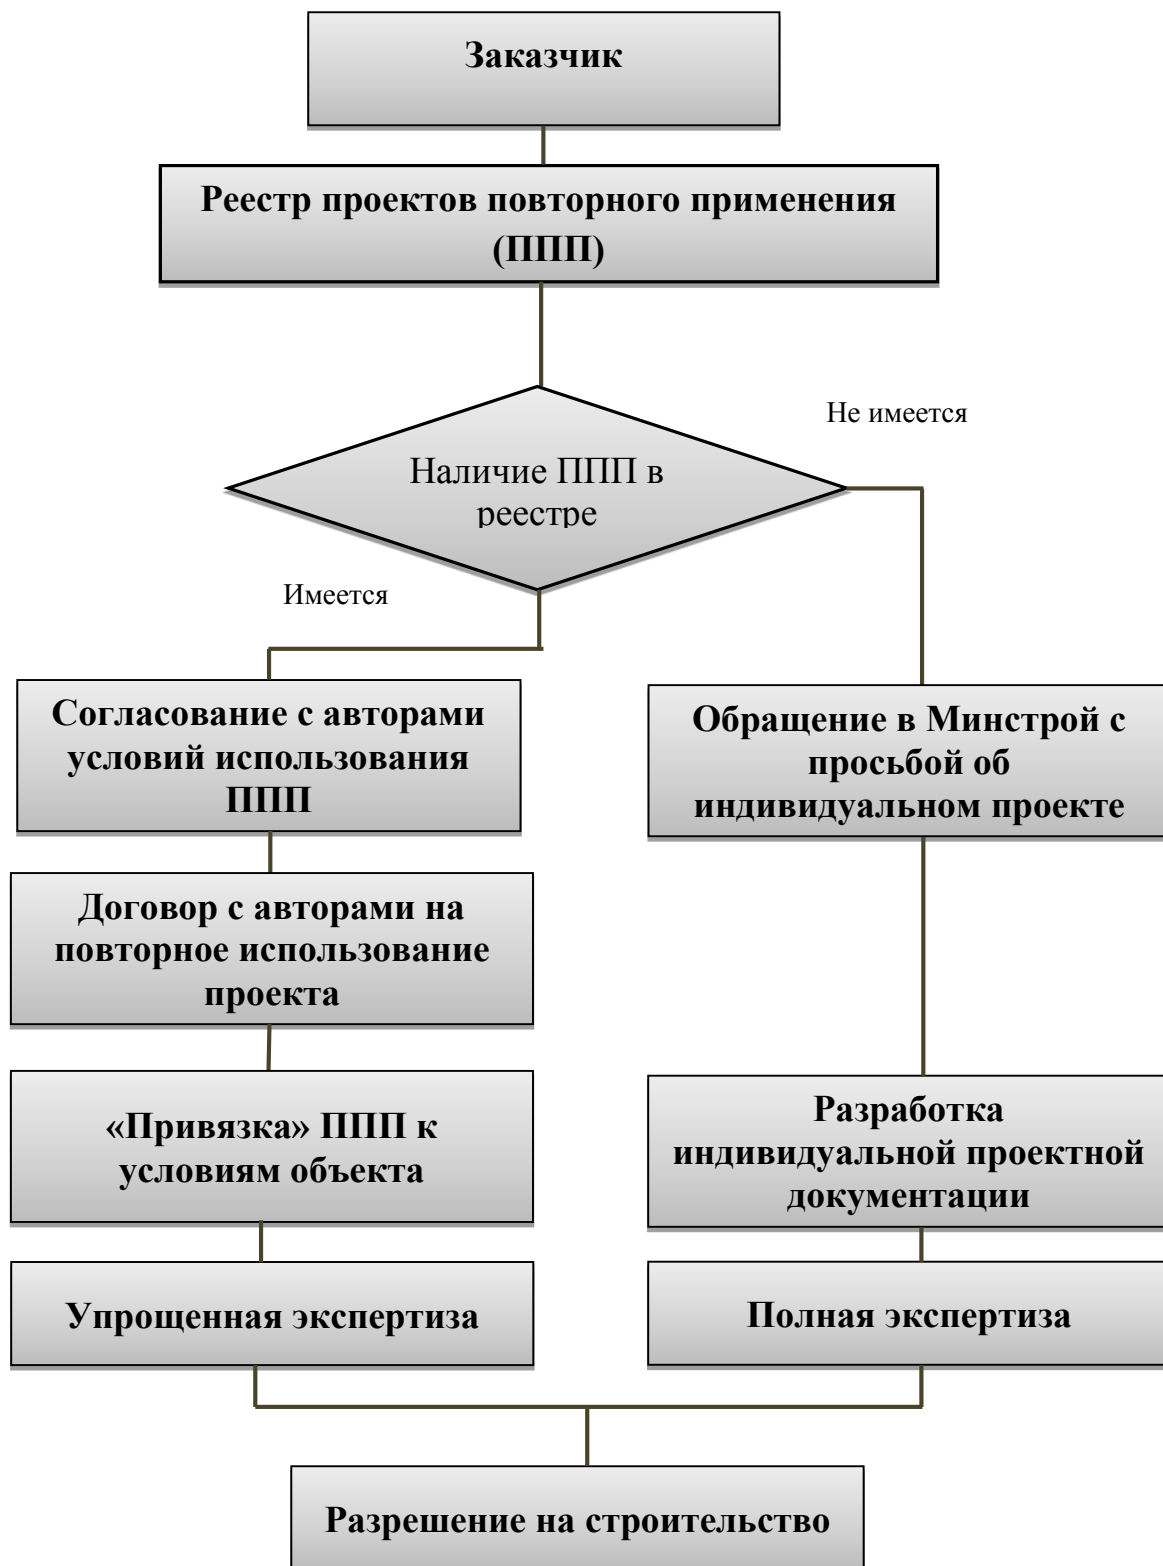 Заказчик
Реестр проектов повторного применения
(ППП)
Не имеется
Наличие ППП в
реестре
Имеется
Согласование с авторами
условий использования
ППП
Договор с авторами на
повторное использование
проекта
«Привязка» ППП к
условиям объекта
Упрощенная экспертиза
Обращение в Минстрой с
просьбой об
индивидуальном проекте
Разработка
индивидуальной проектной
документации
Полная экспертиза
Разрешение на строительство